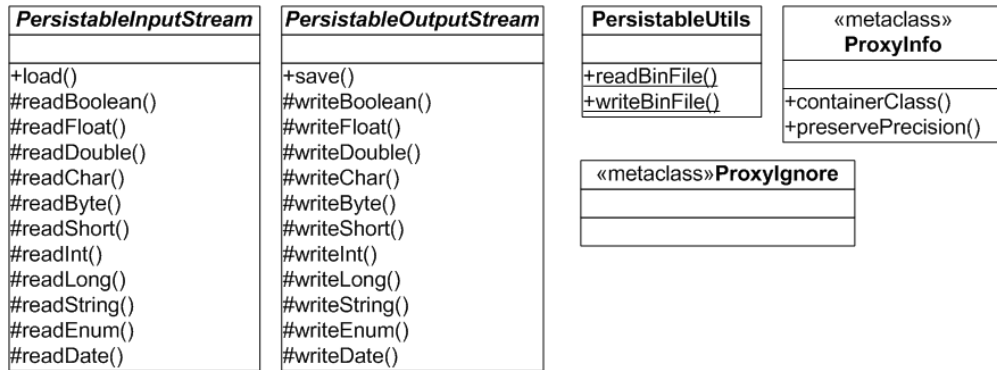 PersistableInputStream
+load()
#readBoolean()
#readFloat()
#readDouble()
#readChar()
#readByte()
#readShort()
#readInt()
#readLong()
#readString()
#readEnum()
#readDate()
PersistableOutputStream
+save()
#writeBoolean()
#writeFloat()
#writeDouble()
#writeChar()
#writeByte()
#writeShort()
#writeInt()
#writeLong()
#writeString()
#writeEnum()
#writeDate()
PersistableUtils
+readBinFile()
+writeBinFile()
«metaclass»
ProxyInfo
+containerClass()
+preservePrecision()
«metaclass»ProxyIgnore